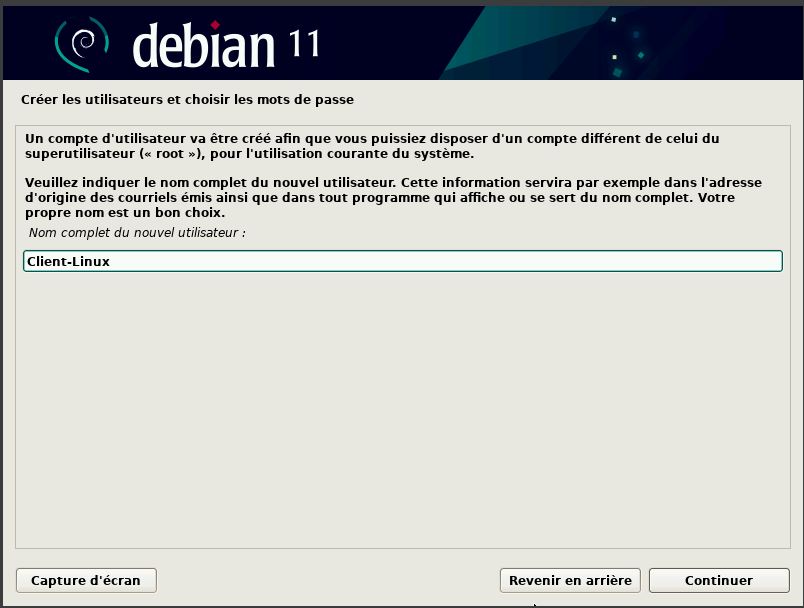 debian 11
Créer les utilisateurs et choisir les mots de passe
Un compte d'utilisateur va être créé afin que vous puissiez disposer d'un compte différent de celui du
superutilisateur (« root »), pour l'utilisation courante du système.
Veuillez indiquer le nom complet du nouvel utilisateur. Cette information servira par exemple dans l'adresse
d'origine des courriels émis ainsi que dans tout programme qui affiche ou se sert du nom complet. Votre
propre nom est un bon choix.
Nom complet du nouvel utilisateur :
Client-Linux
Capture d'écran
Revenir en arrière
Continuer